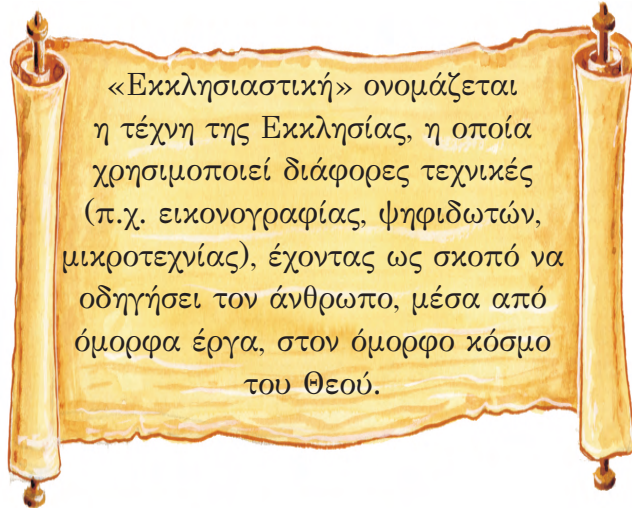 «Εκκλησιαστική» ονομάζεται
η τέχνη της Εκκλησίας, η οποία
χρησιμοποιεί διάφορες τεχνικές
(π.χ. εικονογραφίας, ψηφιδωτών,
μικροτεχνίας), έχοντας ως σκοπό να
οδηγήσει τον άνθρωπο, μέσα από
όμορφα έργα, στον όμορφο κόσμο
του Θεού.